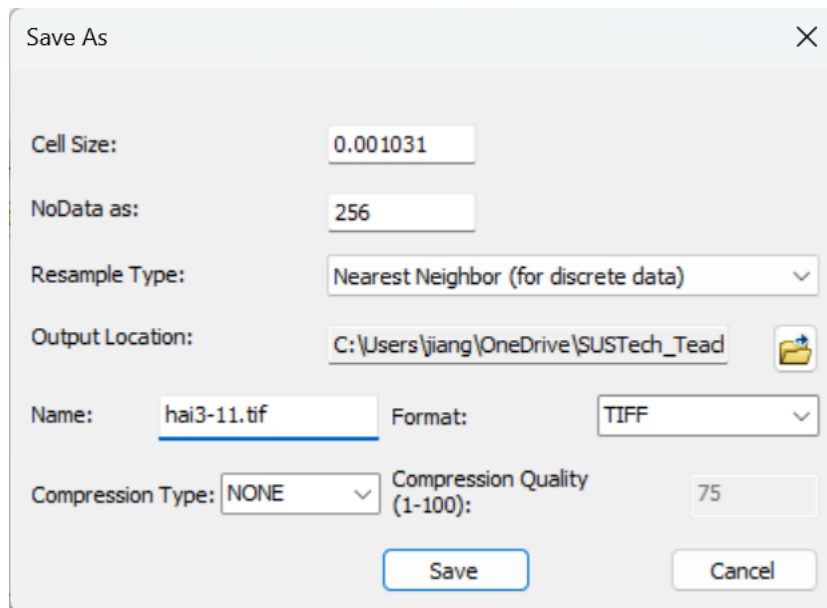 Save As
Cell Size: 0.001031
NoData as: 256
Resample Type: Nearest Neighbor (for discrete data)
Output Location: C:\Users\jiang\OneDrive\SUSTech_Teach
Name: hai3-11.tif Format: TIFF
Compression Type: NONE Compression Quality
(1-100): 75
Save Cancel